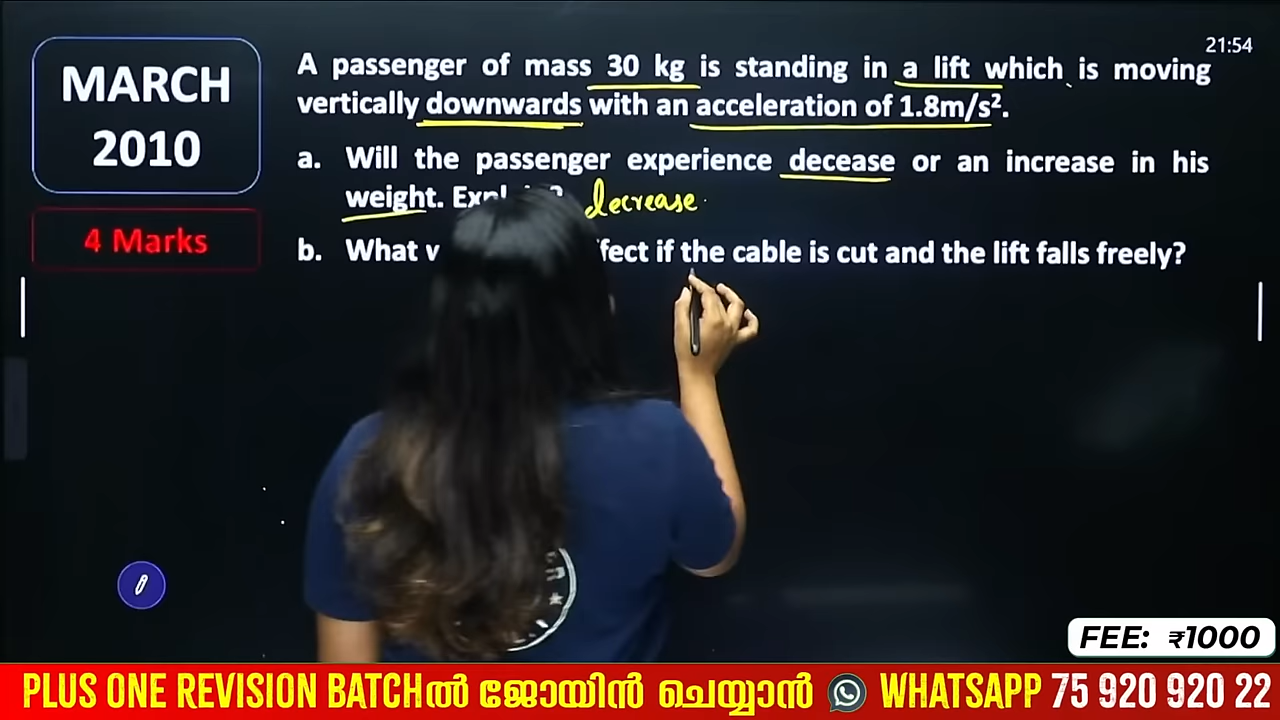 21:54
MARCH
2010
4 Marks
A passenger of mass 30 kg is standing in a lift which is moving
vertically downwards with an acceleration of 1.8m/s².
a. Will the passenger experience decease or an increase in his
weight. decrease
b. What if the cable is cut and the lift falls freely?
FEE: ₹1000
PLUS ONE REVISION BATCHൽ ജോയിൻ ചെയ്യാൻ WHATSAPP 75 920 920 22